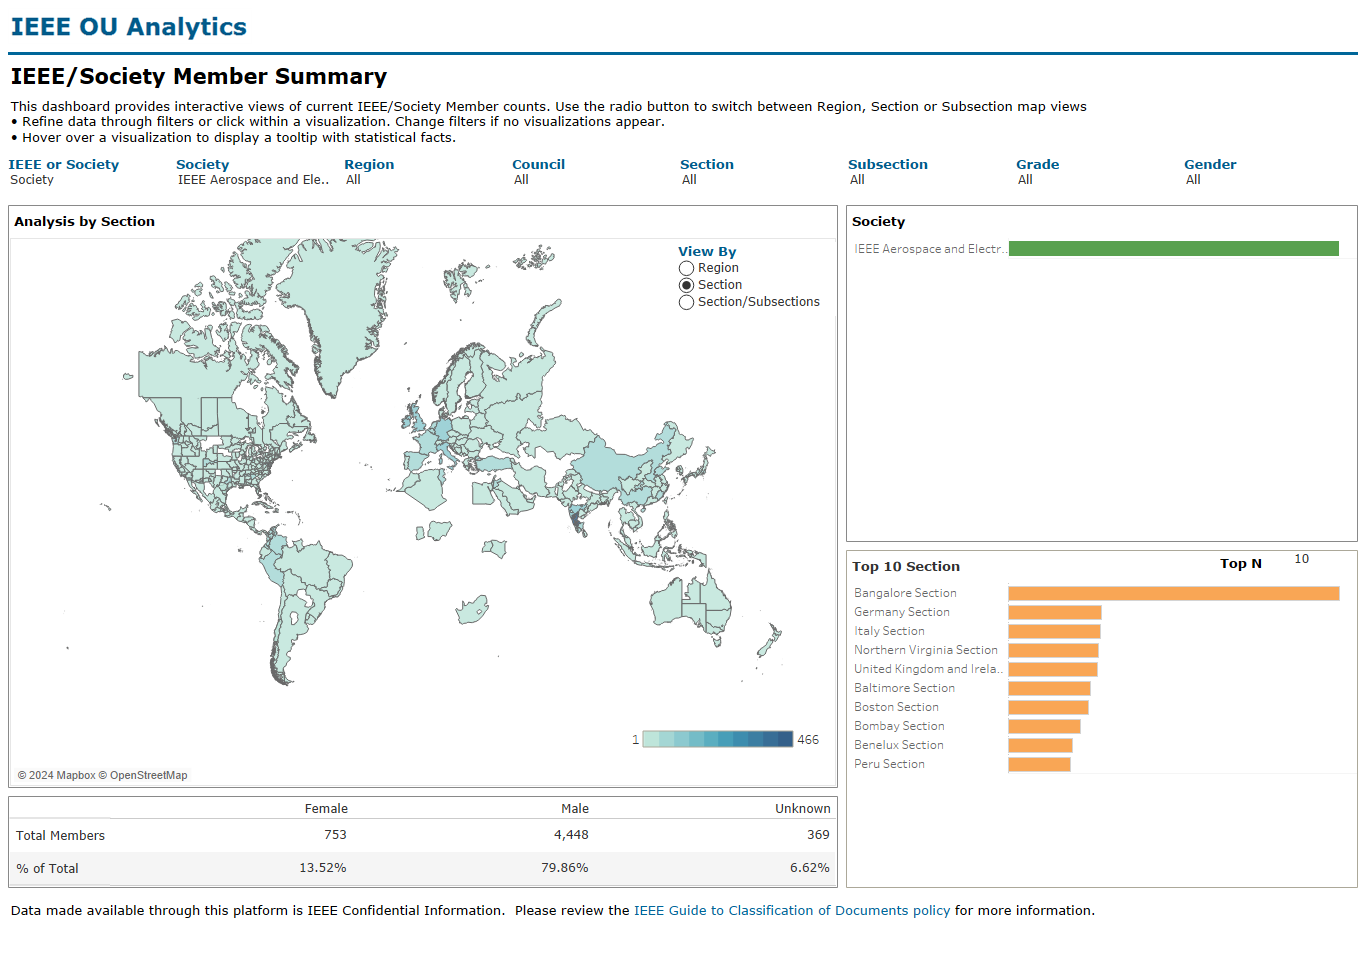 IEEE OU Analytics
IEEE/Society Member Summary
This dashboard provides interactive views of current IEEE/Society Member counts. Use the radio button to switch between Region, Section or Subsection map views
• Refine data through filters or click within a visualization. Change filters if no visualizations appear.
• Hover over a visualization to display a tooltip with statistical facts.
IEEE or Society Society Region Council Section Subsection Grade Gender
Society IEEE Aerospace and Ele.. All All All All All All
Analysis by Section
View By
Region
Section
Section/Subsections
1 466
© 2024 Mapbox © OpenStreetMap
Society
IEEE Aerospace and Electr..
Top 10 Section Top N 10
Bangalore Section
Germany Section
Italy Section
Northern Virginia Section
United Kingdom and Irela..
Baltimore Section
Boston Section
Bombay Section
Benelux Section
Peru Section
Female Male Unknown
Total Members 753 4,448 369
% of Total 13.52% 79.86% 6.62%
Data made available through this platform is IEEE Confidential Information. Please review the IEEE Guide to Classification of Documents policy for more information.